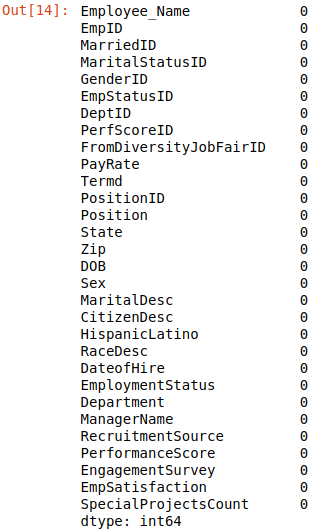 Out[14]: Employee_Name 0
EmpID 0
MarriedID 0
MaritalStatusID 0
GenderID 0
EmpStatusID 0
DeptID 0
PerfScoreID 0
FromDiversityJobFairID 0
PayRate 0
Termd 0
PositionID 0
Position 0
State 0
Zip 0
DOB 0
Sex 0
MaritalDesc 0
CitizenDesc 0
HispanicLatino 0
RaceDesc 0
DateofHire 0
EmploymentStatus 0
Department 0
ManagerName 0
RecruitmentSource 0
PerformanceScore 0
EngagementSurvey 0
EmpSatisfaction 0
SpecialProjectsCount 0
dtype: int64